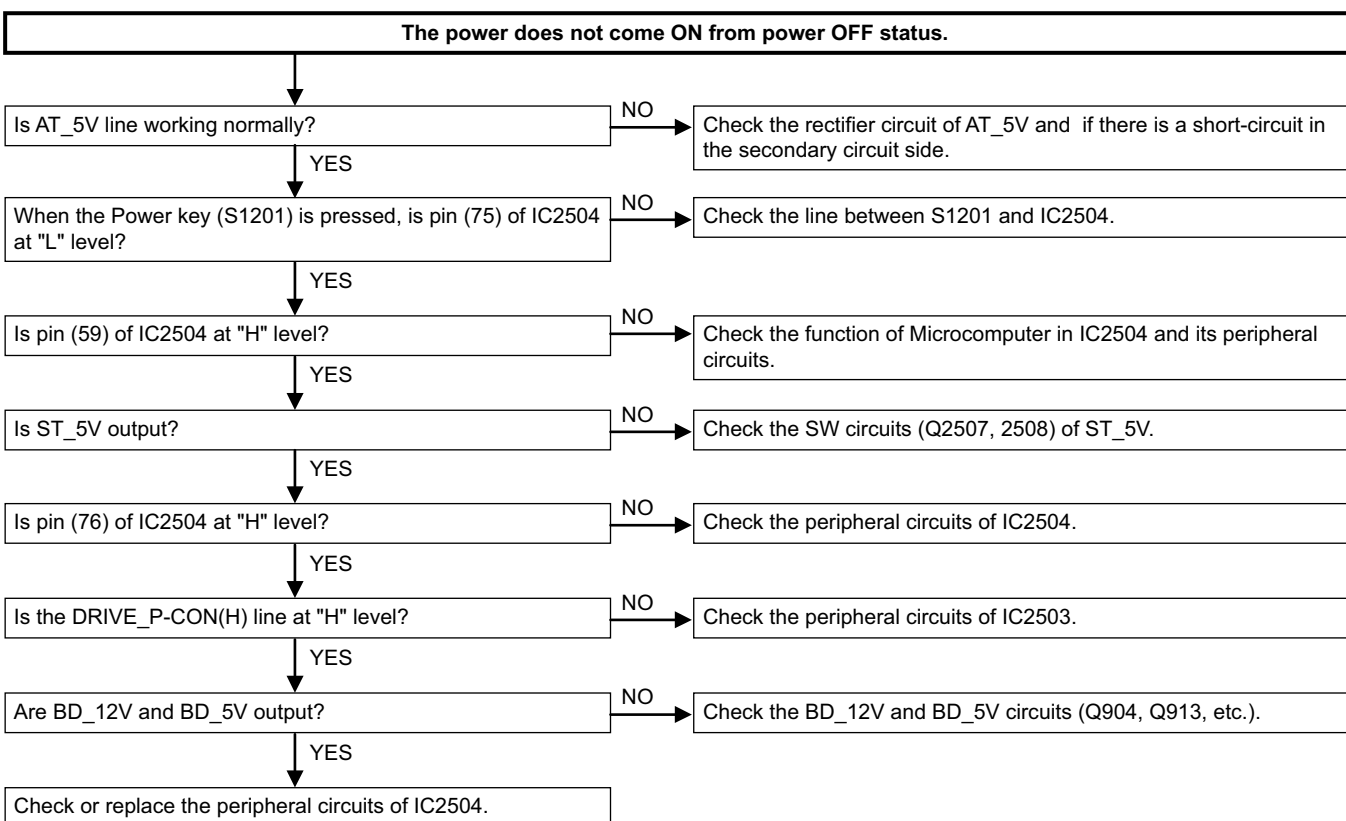 The power does not come ON from power OFF status.
Is AT_5V line working normally?
NO
Check the rectifier circuit of AT_5V and if there is a short-circuit in
the secondary circuit side.
YES
When the Power key (S1201) is pressed, is pin (75) of IC2504
at "L" level?
NO
Check the line between S1201 and IC2504.
YES
Is pin (59) of IC2504 at "H" level?
NO
Check the function of Microcomputer in IC2504 and its peripheral
circuits.
YES
Is ST_5V output?
NO
Check the SW circuits (Q2507, 2508) of ST_5V.
YES
Is pin (76) of IC2504 at "H" level?
NO
Check the peripheral circuits of IC2504.
YES
Is the DRIVE_P-CON(H) line at "H" level?
NO
Check the peripheral circuits of IC2503.
YES
Are BD_12V and BD_5V output?
NO
Check the BD_12V and BD_5V circuits (Q904, Q913, etc.).
YES
Check or replace the peripheral circuits of IC2504.